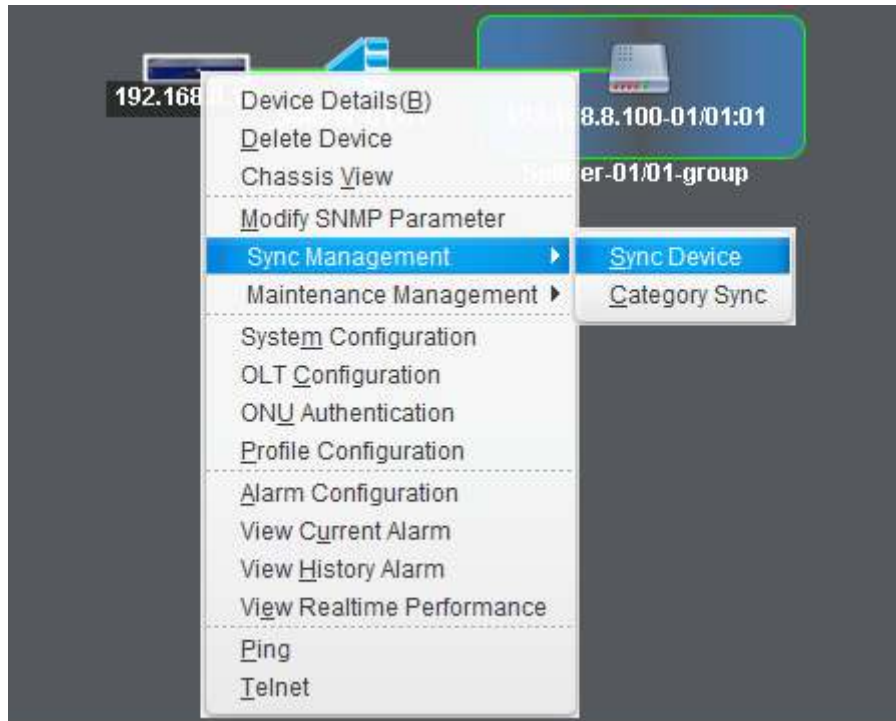 192.168
8.100-01/01:01
er-01/01-group
Device Details(B)
Delete Device
Chassis View
Modify SNMP Parameter
Sync Management
Sync Device
Maintenance Management
Category Sync
System Configuration
OLT Configuration
ONU Authentication
Profile Configuration
Alarm Configuration
View Current Alarm
View History Alarm
View Realtime Performance
Ping
Telnet